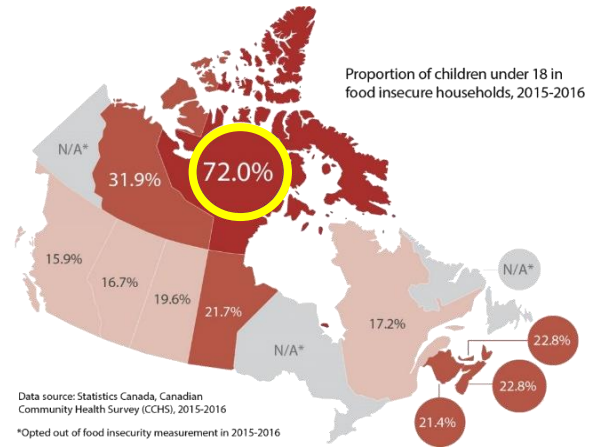 Proportion of children under 18 in
food insecure households, 2015-2016
N/A*
31.9%
72.0%
15.9%
16.7%
19.6%
21.7%
N/A*
17.2%
N/A*
22.8%
22.8%
21.4%
Data source: Statistics Canada, Canadian
Community Health Survey (CCHS), 2015-2016
*Opted out of food insecurity measurement in 2015-2016